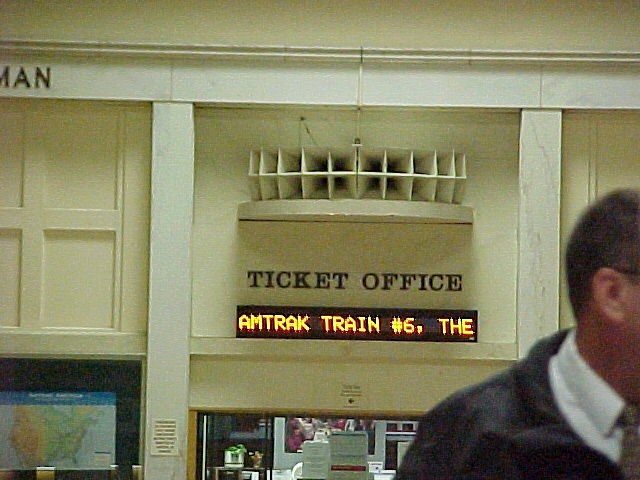 MAN
TICKET OFFICE
AMTRAK TRAIN #6, THE